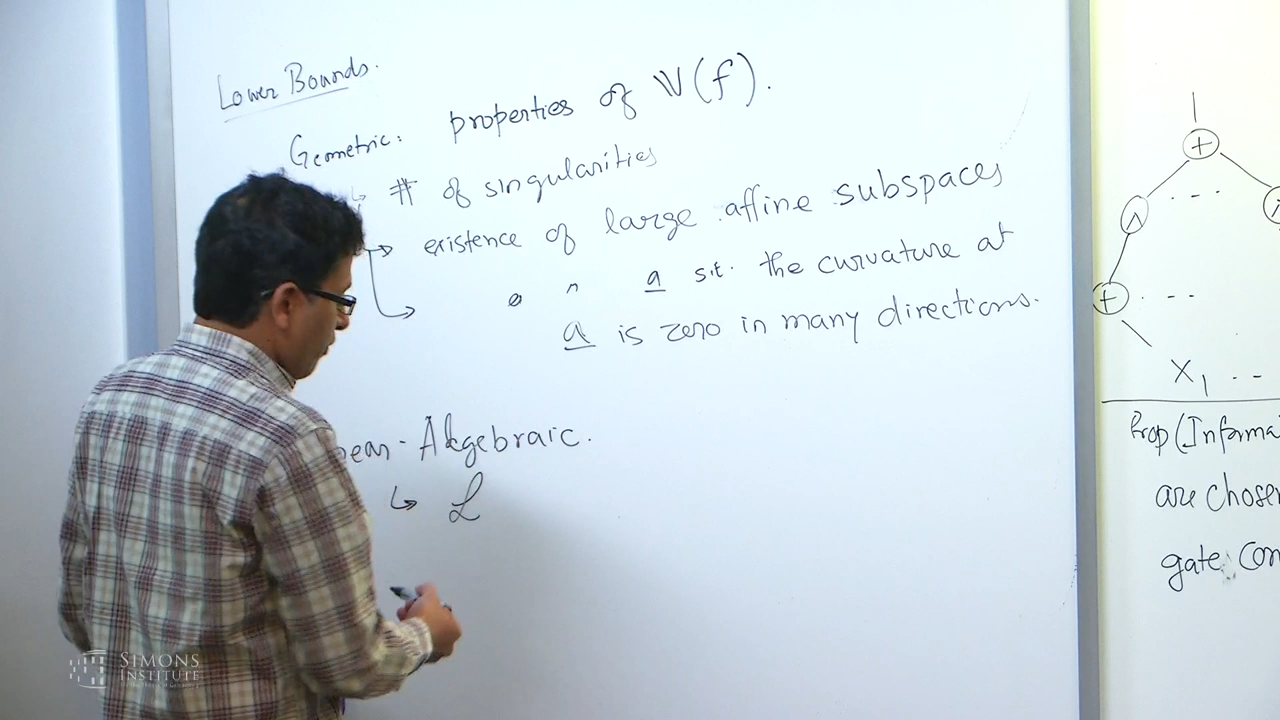 Lower Bounds.
Geometric: properties of V(f).
↳ # of singularities
→ existence of large affine subspaces
→ " " a s.t. the curvature at
a is zero in many directions.
near-Algebraic.
↳ L
+
+
X₁ --
Prop (Informa
are chosen
gate con
SIMONS
INSTITUTE